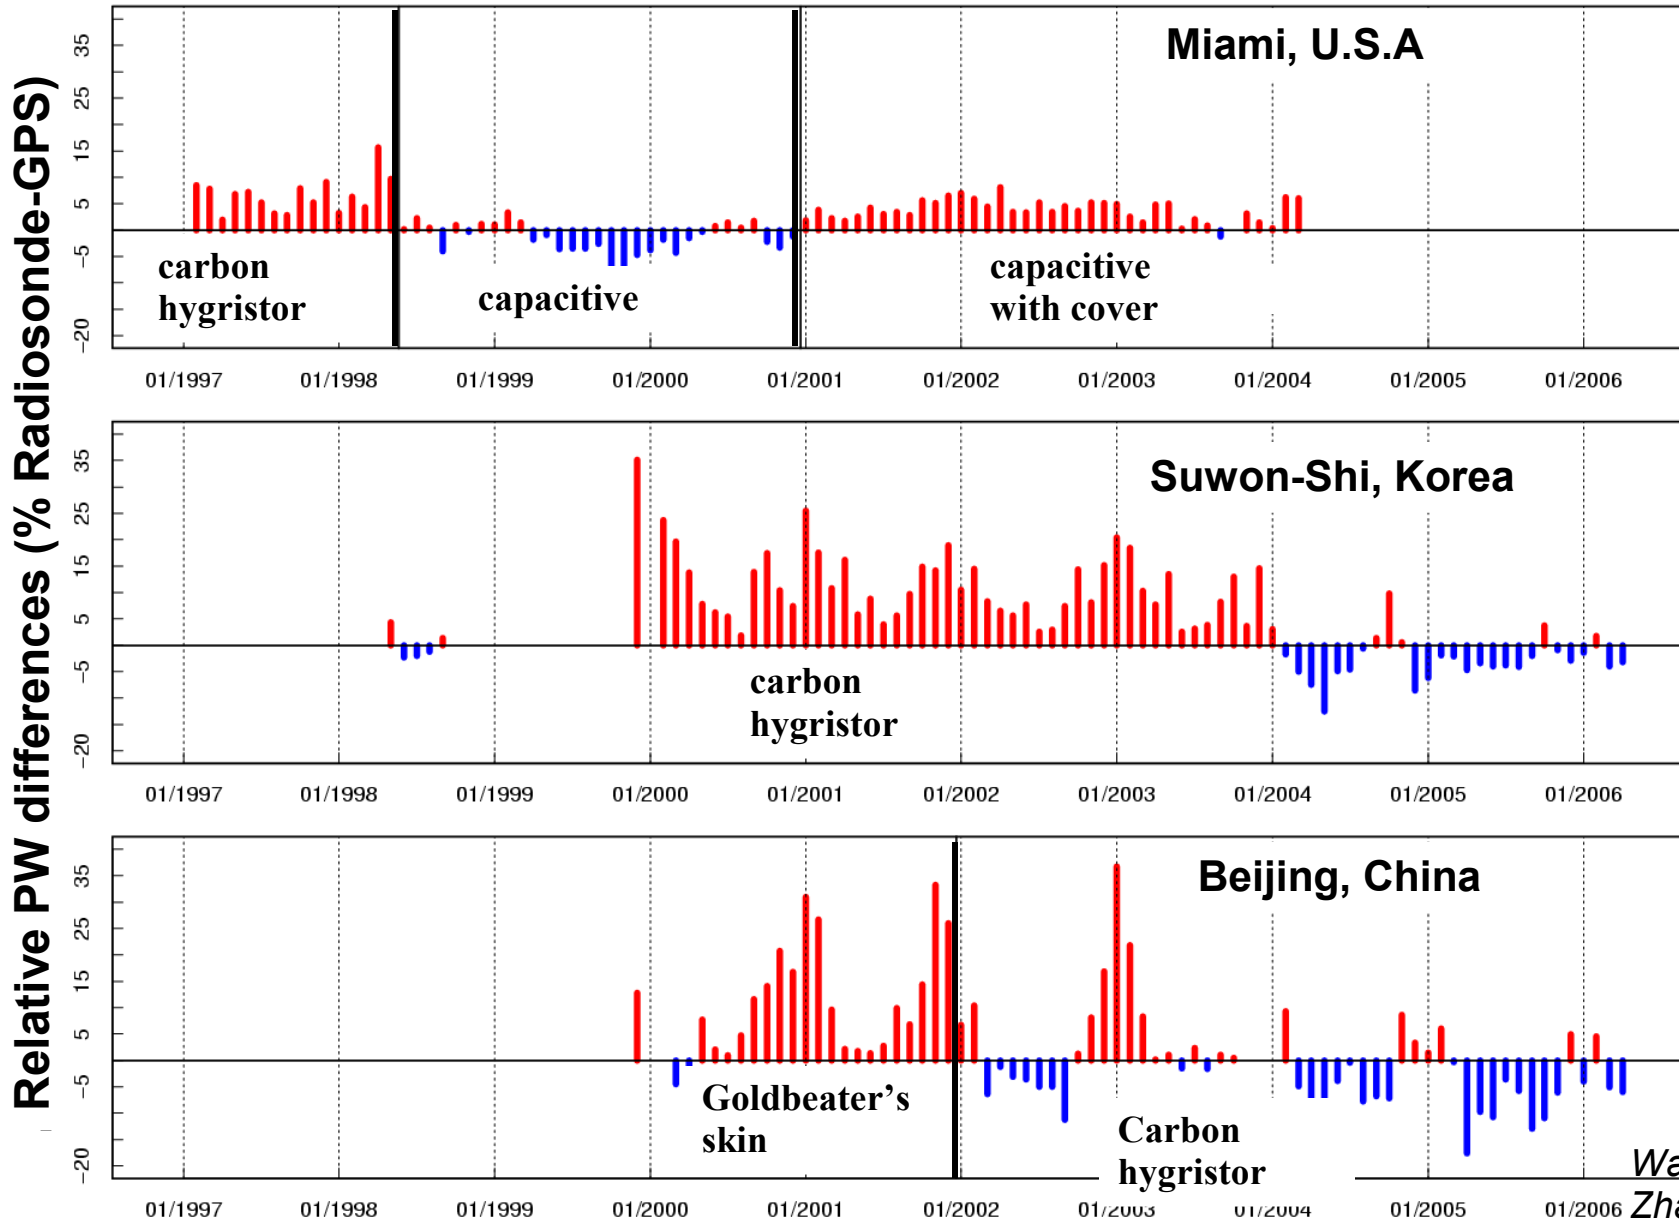 Relative PW differences (% Radiosonde-GPS)
Miami, U.S.A
35
25
15
5
−5
−20
carbon
hygristor
capacitive
capacitive
with cover
01/1997 01/1998 01/1999 01/2000 01/2001 01/2002 01/2003 01/2004 01/2005 01/2006
Suwon-Shi, Korea
35
25
15
5
−5
−20
carbon
hygristor
01/1997 01/1998 01/1999 01/2000 01/2001 01/2002 01/2003 01/2004 01/2005 01/2006
Beijing, China
35
25
15
5
−5
−20
Goldbeater’s
skin
Carbon
hygristor
01/1997 01/1998 01/1999 01/2000 01/2001 01/2002 01/2003 01/2004 01/2005 01/2006